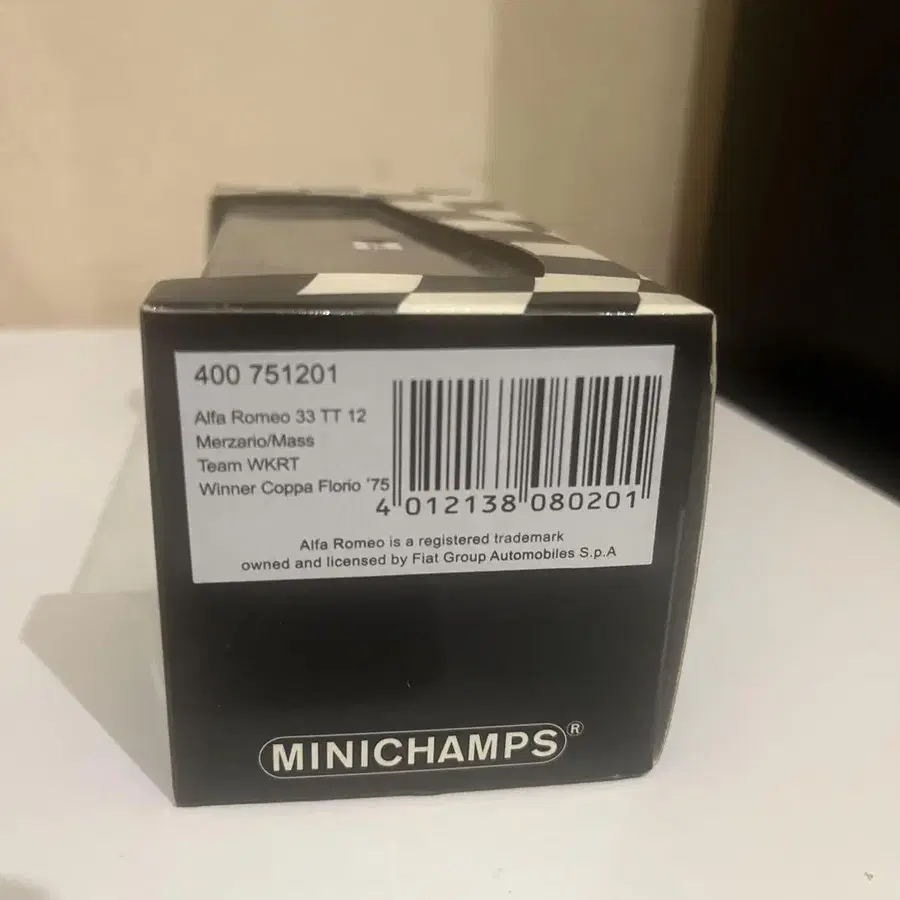 400 751201
Alfa Romeo 33 TT 12
Merzario/Mass
Team WKRT
Winner Coppa Florio '75
4 012138 080201
Alfa Romeo is a registered trademark
owned and licensed by Fiat Group Automobiles S.p.A
MINICHAMPS®